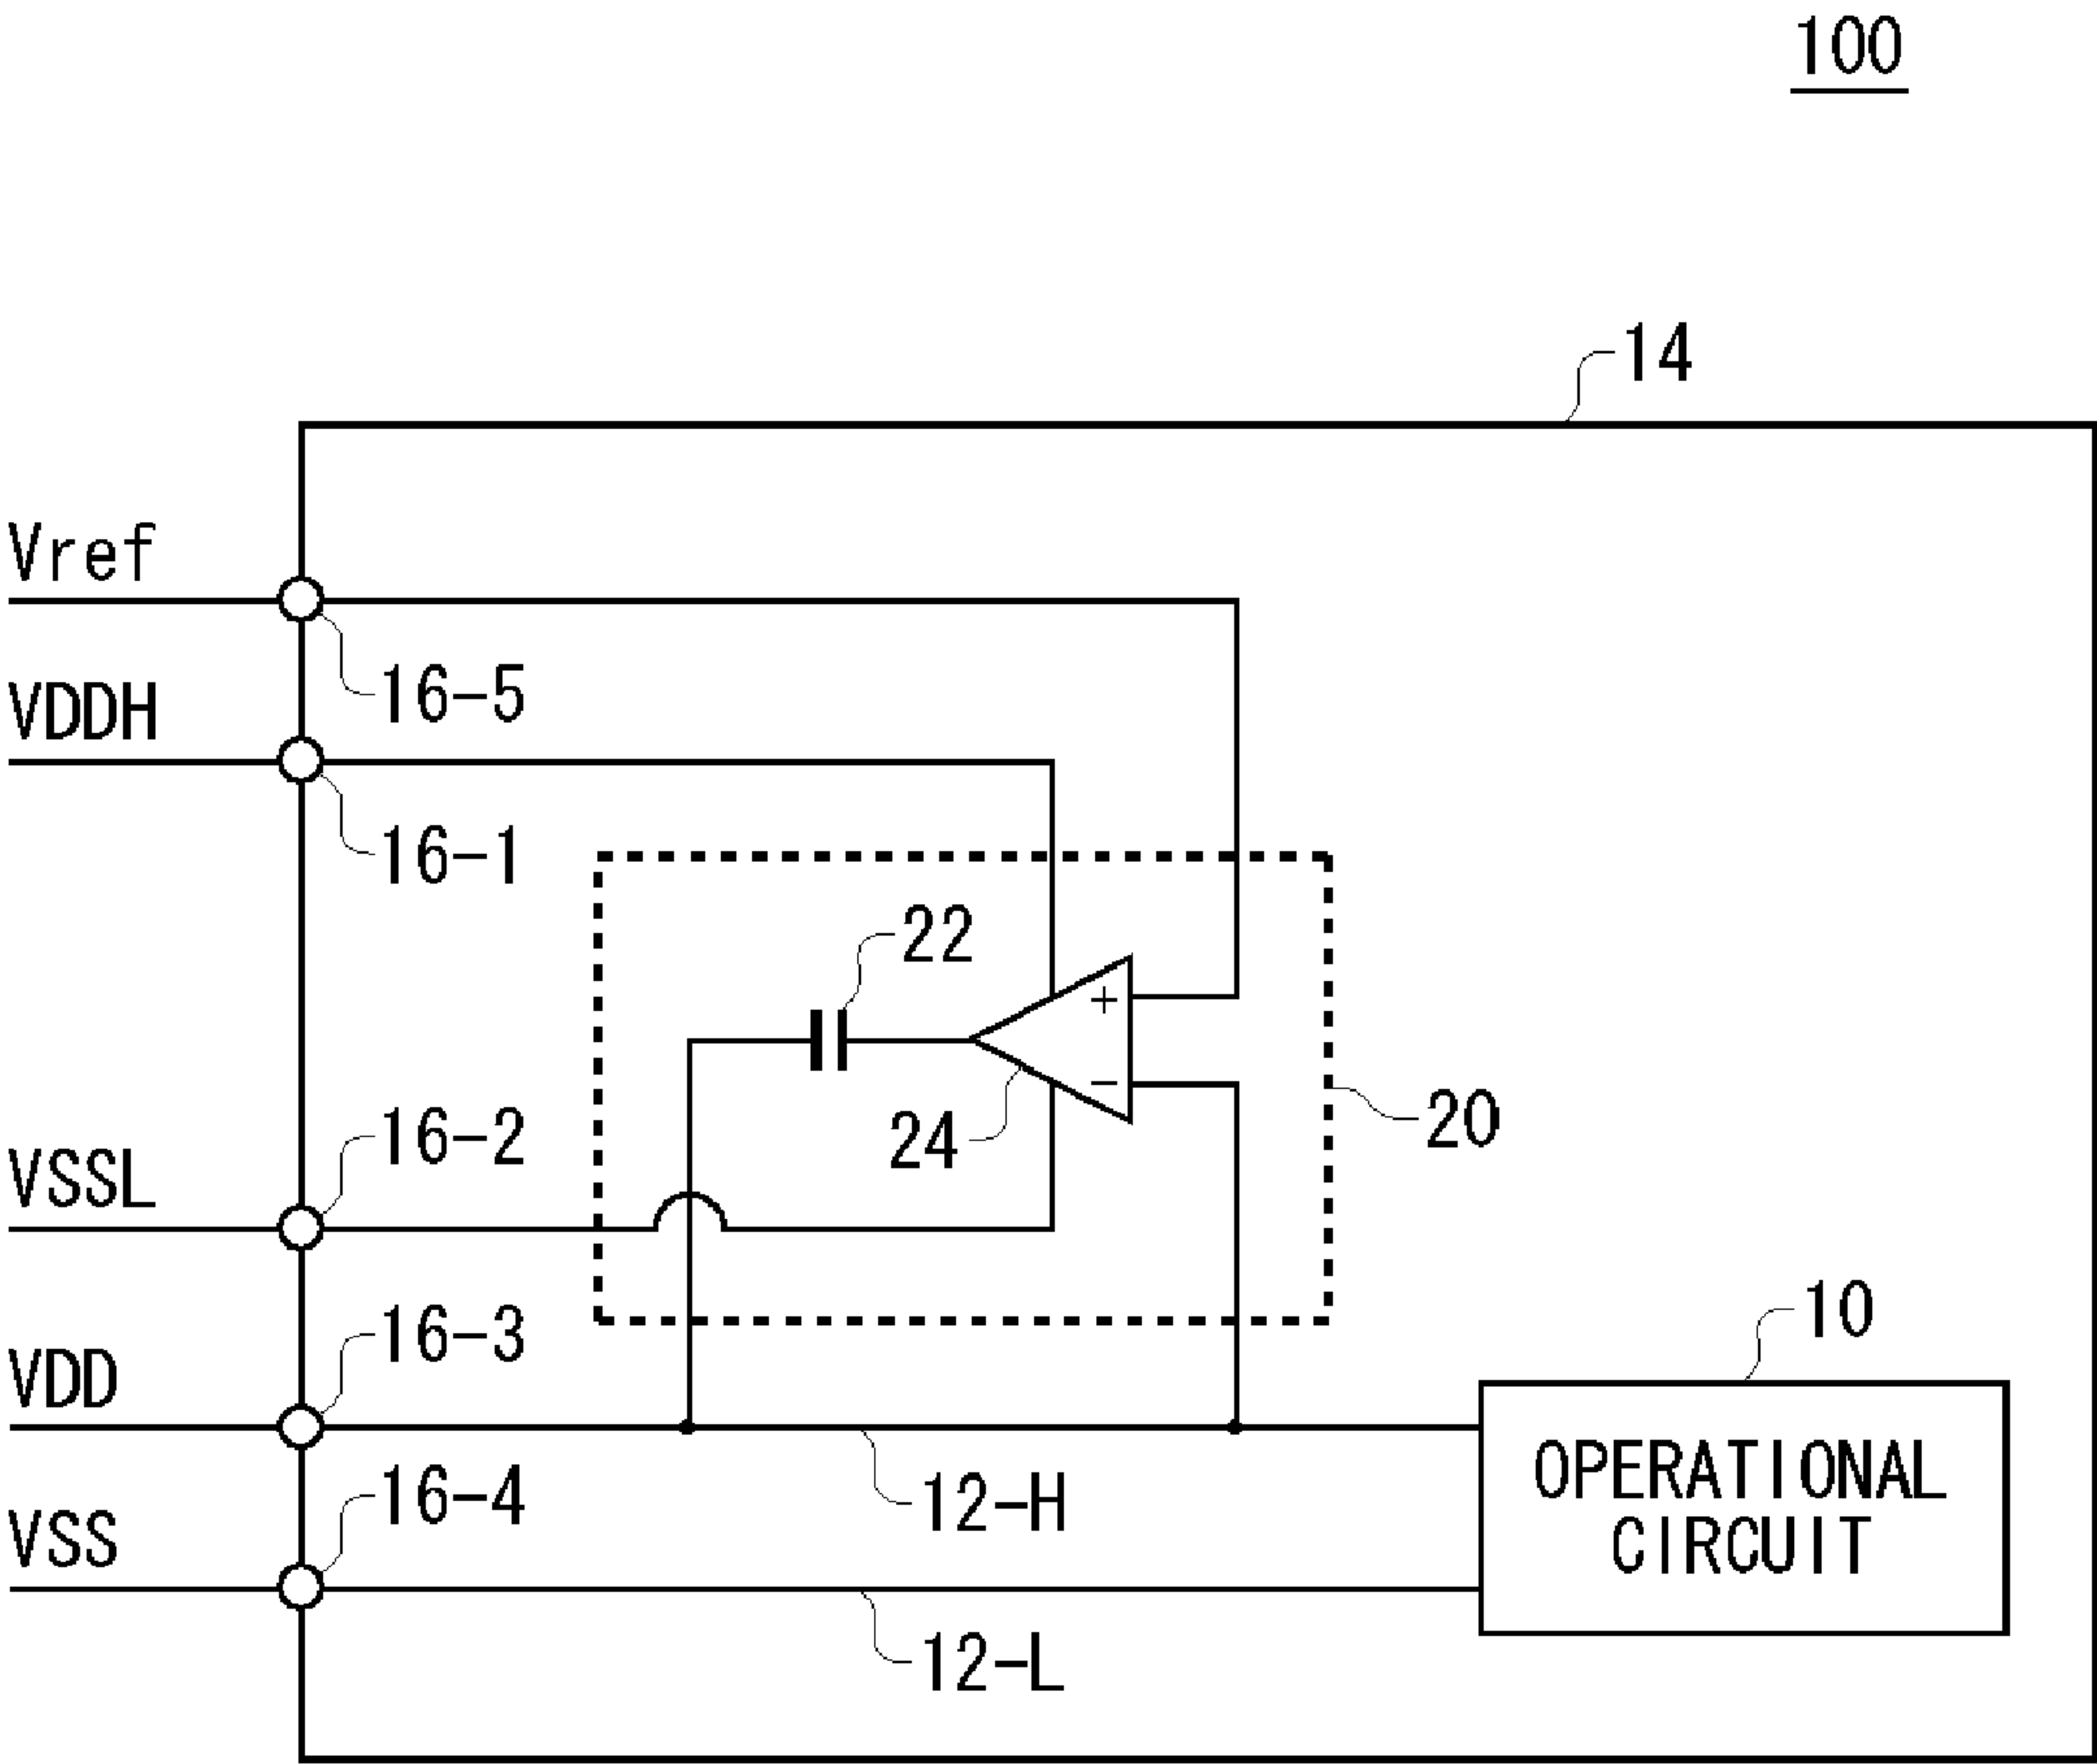 100
14
Vref
16-5
VDDH
16-1
22
+
−
24
20
16-2
VSSL
16-3
VDD
10
OPERATIONAL
CIRCUIT
12-H
16-4
VSS
12-L